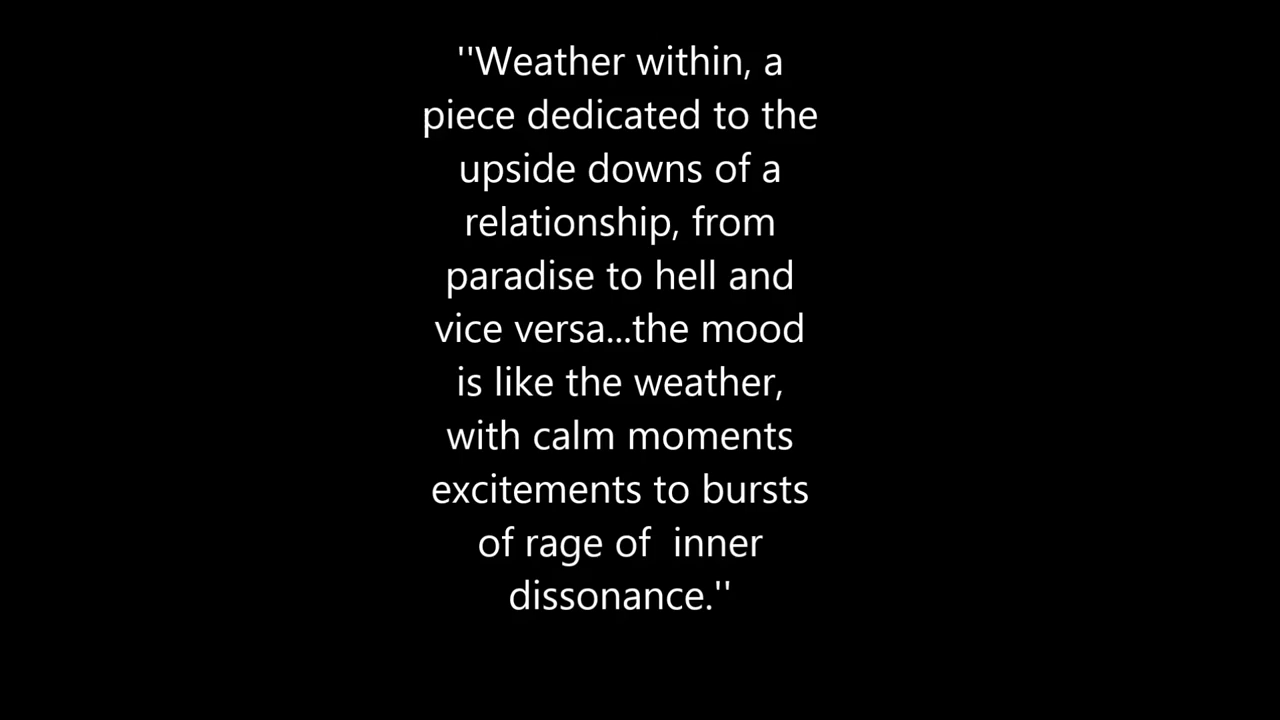 ''Weather within, a
piece dedicated to the
upside downs of a
relationship, from
paradise to hell and
vice versa...the mood
is like the weather,
with calm moments
excitements to bursts
of rage of  inner
dissonance.''